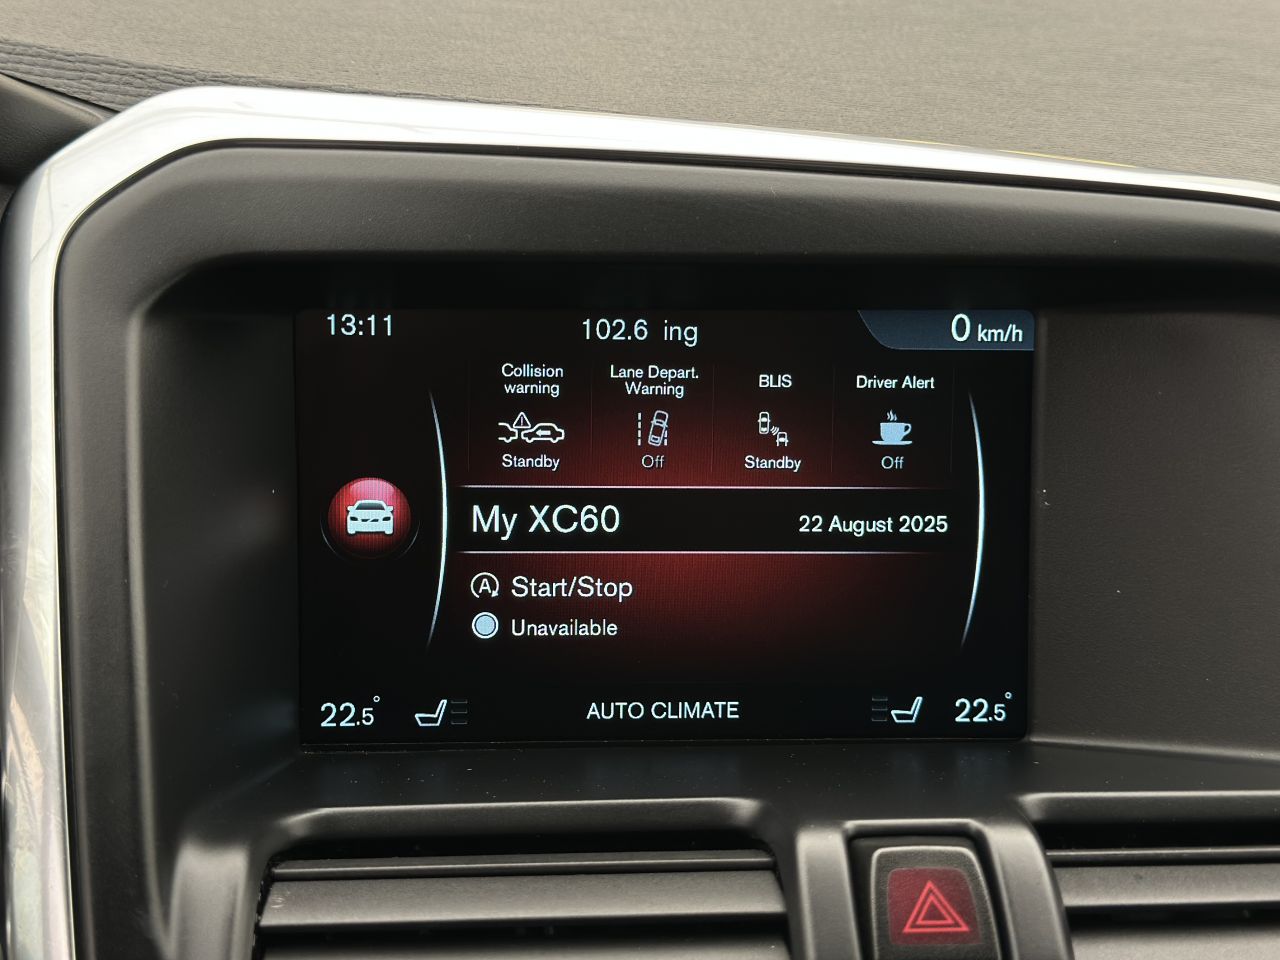 13:11
102.6 ing
0 km/h
Collision warning
Lane Depart. Warning
BLIS
Driver Alert
Standby
Off
Standby
Off
My XC60
22 August 2025
A Start/Stop
Unavailable
22.5°
AUTO CLIMATE
22.5°